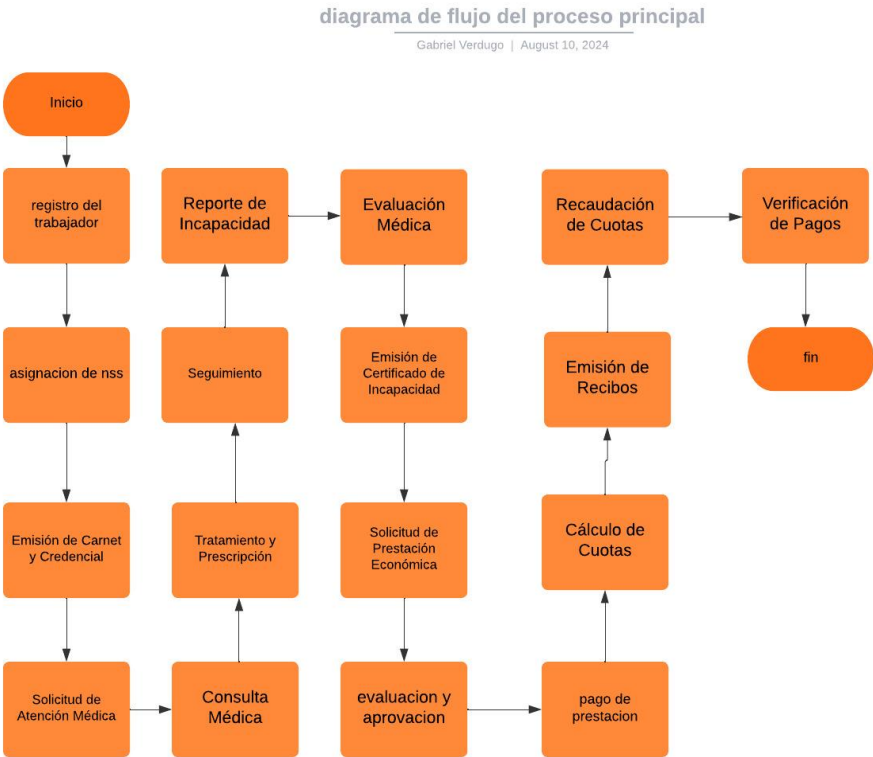 diagrama de flujo del proceso principal
Gabriel Verdugo | August 10, 2024
Inicio
registro del
trabajador
asignacion de nss
Emisión de Carnet
y Credencial
Solicitud de
Atención Médica
Consulta
Médica
Tratamiento y
Prescripción
Seguimiento
Reporte de
Incapacidad
Evaluación
Médica
Emisión de
Certificado de
Incapacidad
Solicitud de
Prestación
Económica
evaluacion y
aprovacion
pago de
prestacion
Cálculo de
Cuotas
Emisión de
Recibos
Recaudación
de Cuotas
Verificación
de Pagos
fin